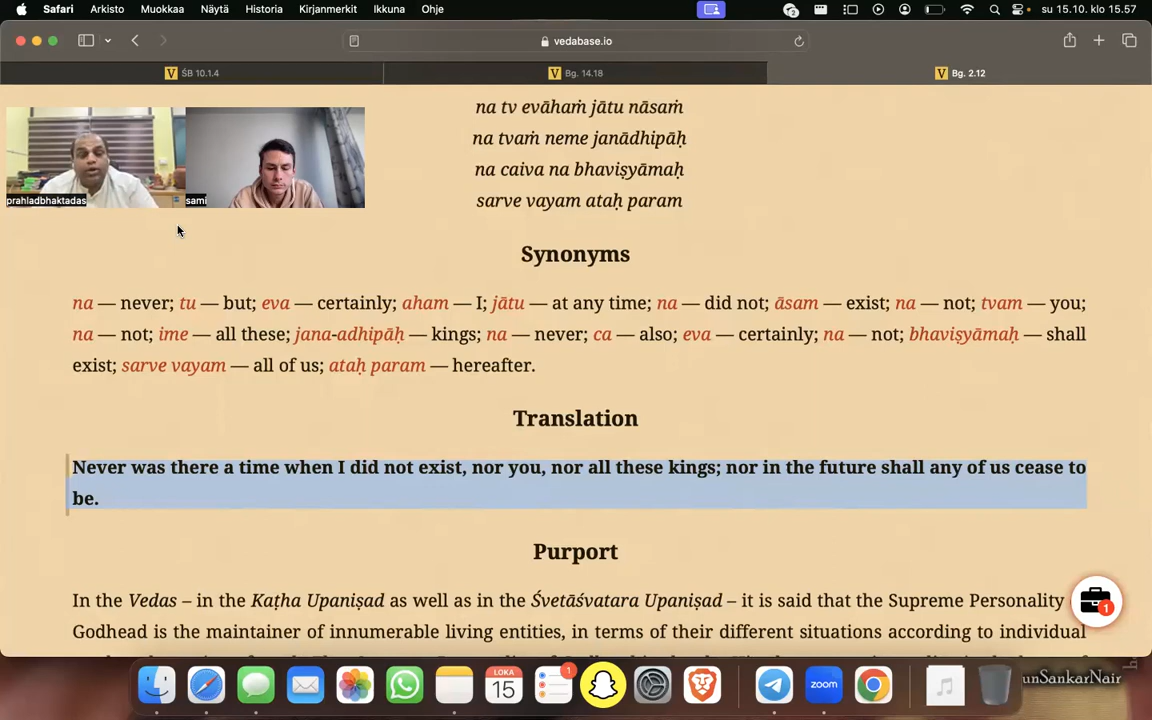 Safari Arkisto Muokkaa Näytä Historia Kirjanmerkit Ikkuna Ohje su 15.10. klo 15.57
vedabase.io
V ŚB 10.1.4 V Bg. 14.18 V Bg. 2.12
na tv evāhaṁ jātu nāsaṁ
na tvaṁ neme janādhipāḥ
na caiva na bhaviṣyāmaḥ
sarve vayam ataḥ param
prahladbhaktadas sami
Synonyms
na — never; tu — but; eva — certainly; aham — I; jātu — at any time; na — did not; āsam — exist; na — not; tvam — you;
na — not; ime — all these; jana-adhipāḥ — kings; na — never; ca — also; eva — certainly; na — not; bhaviṣyāmaḥ — shall
exist; sarve vayam — all of us; ataḥ param — hereafter.
Translation
Never was there a time when I did not exist, nor you, nor all these kings; nor in the future shall any of us cease to
be.
Purport
In the Vedas – in the Kaṭha Upaniṣad as well as in the Śvetāśvatara Upaniṣad – it is said that the Supreme Personality
1
Godhead is the maintainer of innumerable living entities, in terms of their different situations according to individual
LOKA
15
1
zoom
unSankarNair